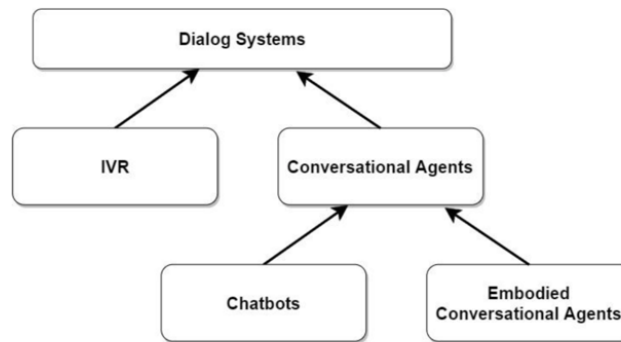 Dialog Systems
IVR
Conversational Agents
Chatbots
Embodied
Conversational Agents